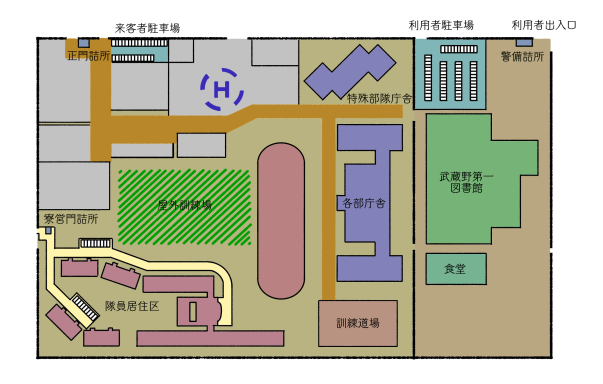 来客者駐車場
利用者駐車場
利用者出入口
正門詰所
警備詰所
H
特殊部隊庁舎
武蔵野第一
図書館
屋外訓練場
各部庁舎
寮営門詰所
食堂
隊員居住区
訓練道場